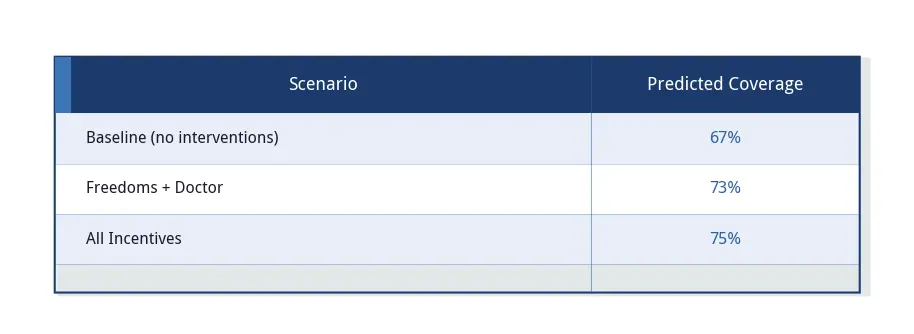 Scenario Predicted Coverage
Baseline (no interventions) 67%
Freedoms + Doctor 73%
All Incentives 75%